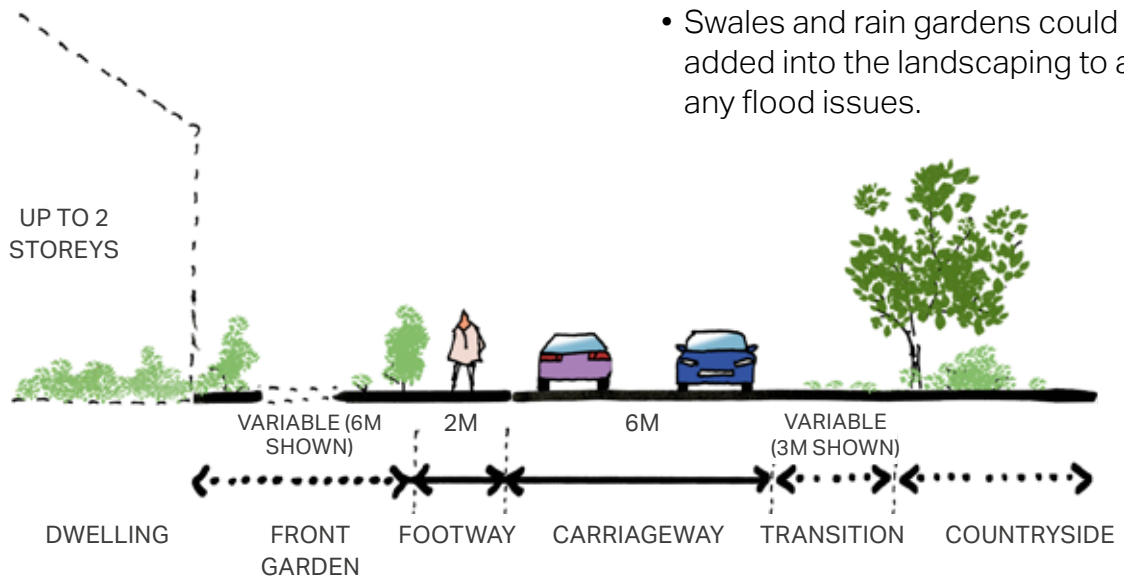 • Swales and rain gardens could
added into the landscaping to
any flood issues.
UP TO 2
STOREYS
VARIABLE (6M
SHOWN)
2M
6M
VARIABLE
(3M SHOWN)
DWELLING
FRONT
GARDEN
FOOTWAY
CARRIAGEWAY
TRANSITION
COUNTRYSIDE